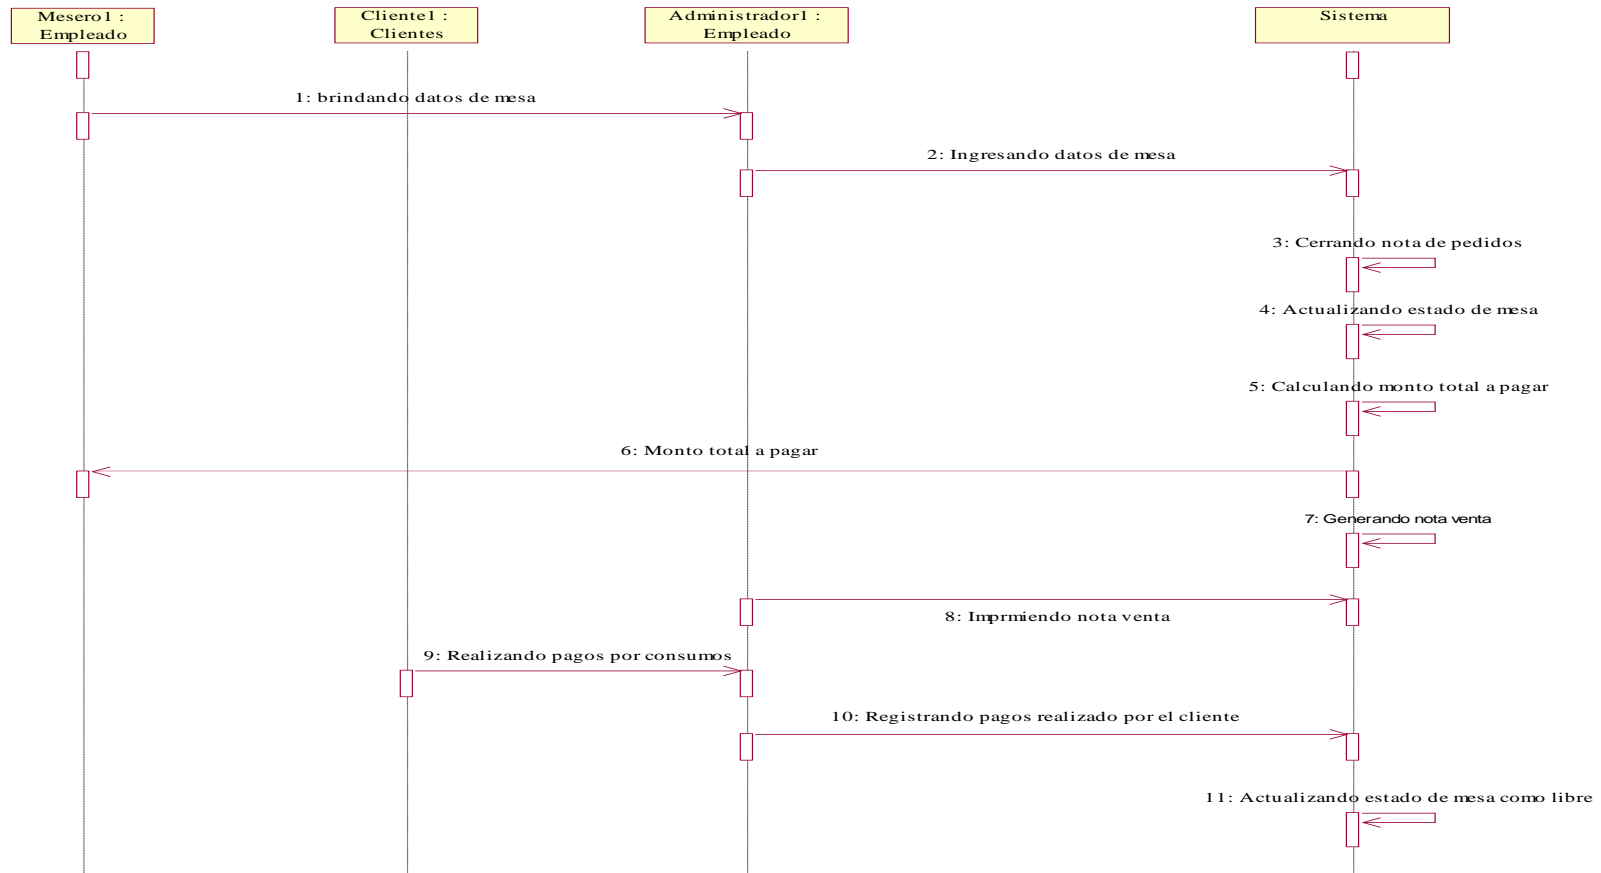 Mesero1 :
Empleado
Cliente1 :
Clientes
Administrador1 :
Empleado
Sistema
1: brindando datos de mesa
2: Ingresando datos de mesa
3: Cerrando nota de pedidos
4: Actualizando estado de mesa
5: Calculando monto total a pagar
6: Monto total a pagar
7: Generando nota venta
8: Imprmiendo nota venta
9: Realizando pagos por consumos
10: Registrando pagos realizado por el cliente
11: Actualizando estado de mesa como libre